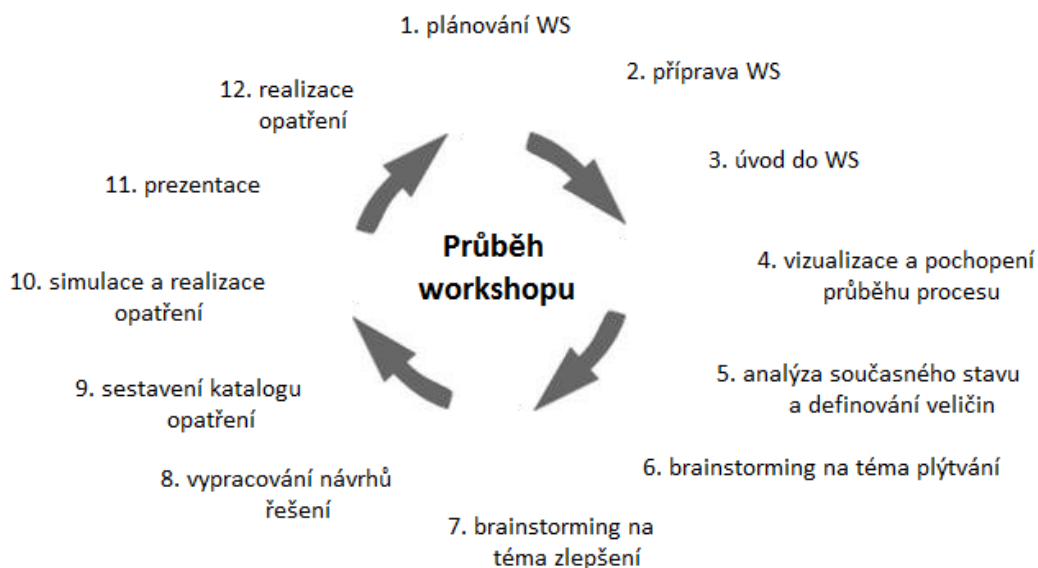 1. plánování WS
2. příprava WS
3. úvod do WS
4. vizualizace a pochopení
průběhu procesu
5. analýza současného stavu
a definování veličin
6. brainstorming na téma plýtvání
7. brainstorming na
téma zlepšení
8. vypracování návrhů
řešení
9. sestavení katalogu
opatření
10. simulace a realizace
opatření
11. prezentace
12. realizace
opatření
Průběh
workshopu